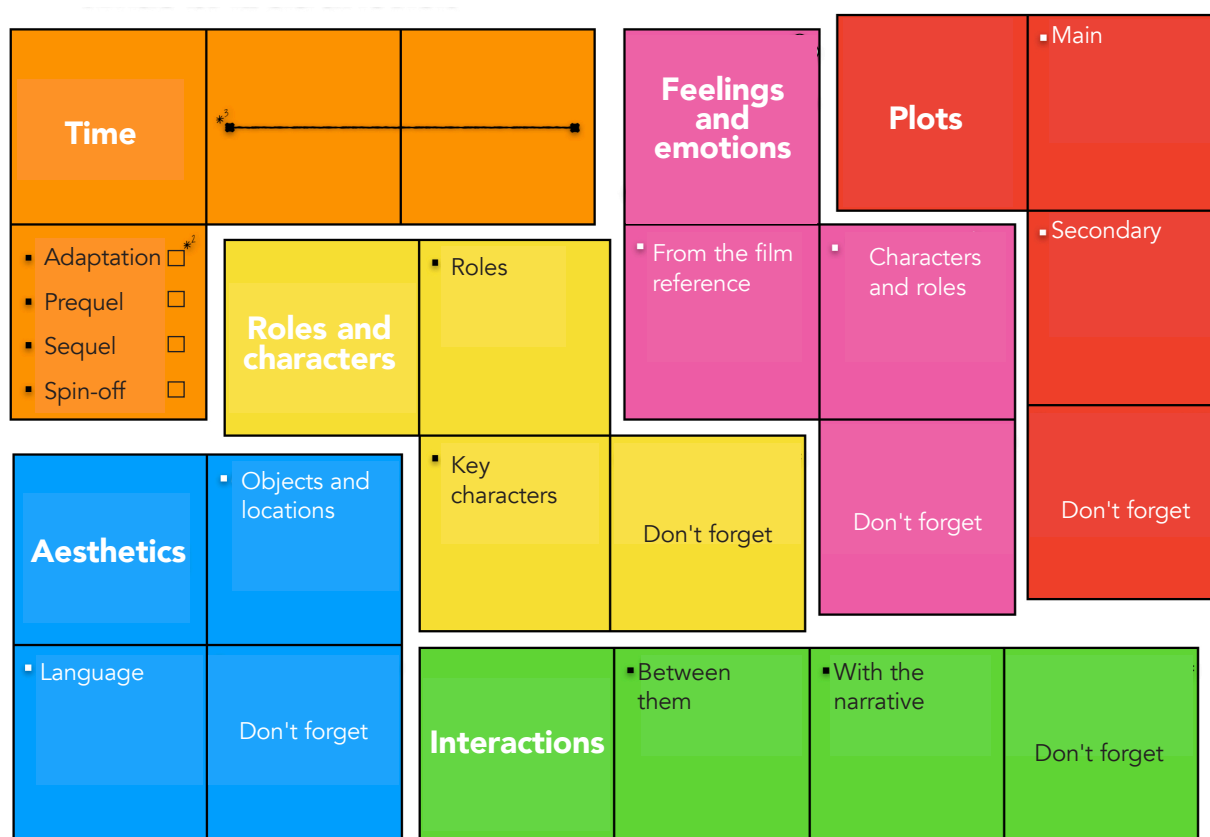 Time
*3
Adaptation
*2
Prequel
Sequel
Spin-off
Roles and
characters
Roles
Key
characters
Don't forget
Feelings
and
emotions
From the film
reference
Characters
and roles
Don't forget
Plots
Main
Secondary
Don't forget
Aesthetics
Objects and
locations
Language
Don't forget
Interactions
Between
them
With the
narrative
Don't forget